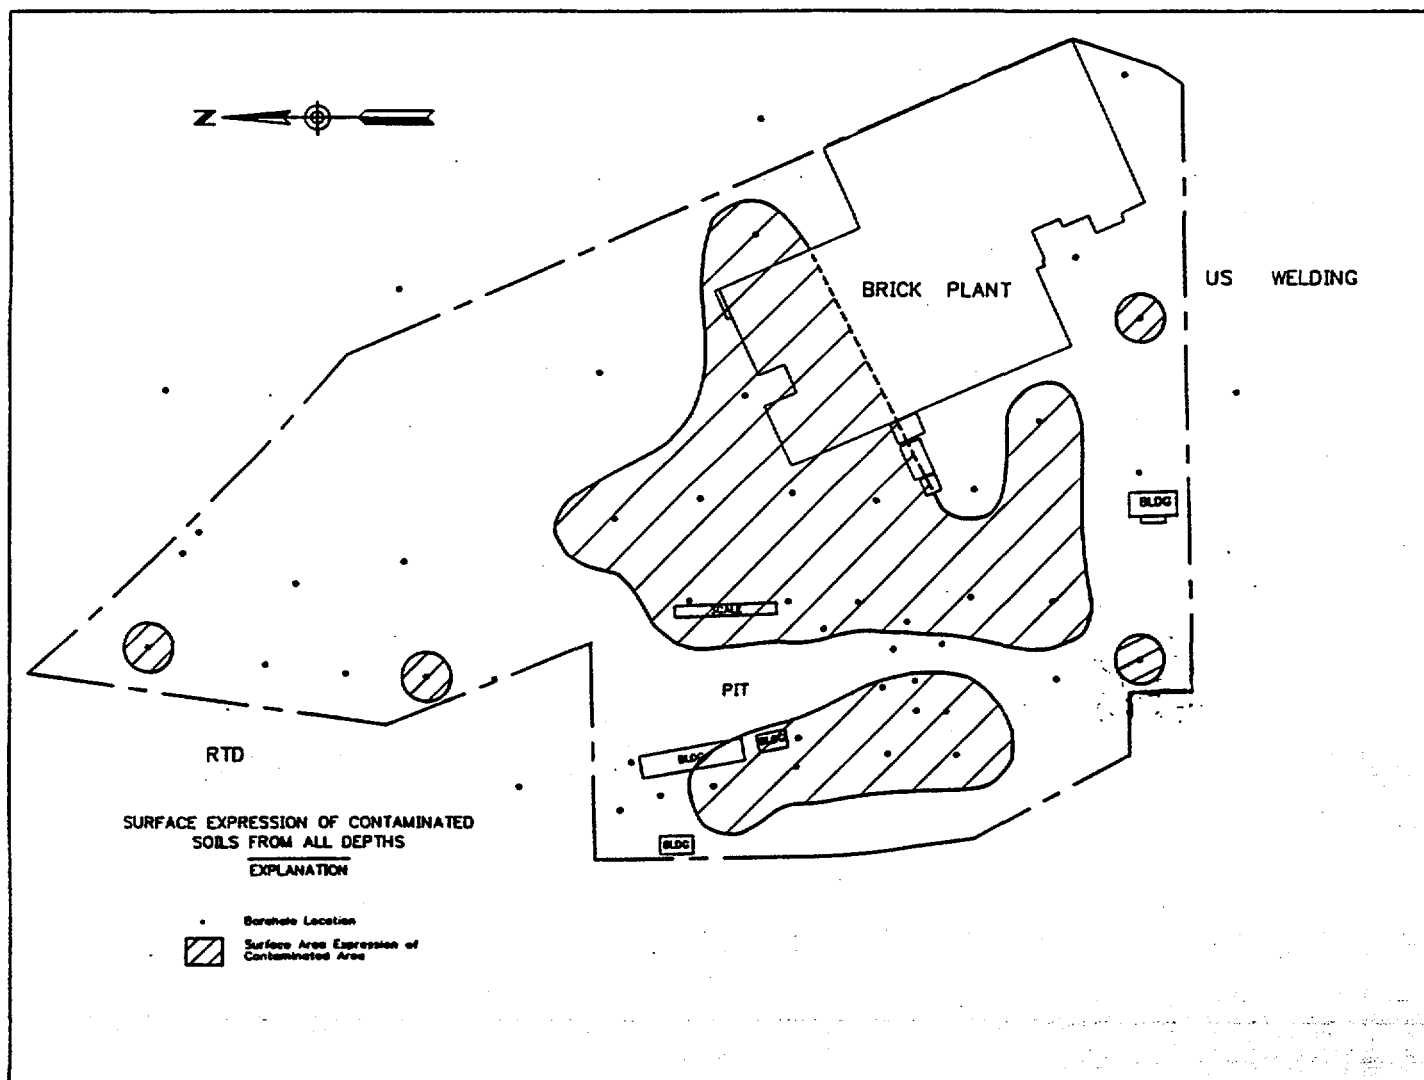 N
BRICK PLANT
US WELDING
BLDG
SCALE
PIT
BLDG
BLDG
RTD
BLDG
SURFACE EXPRESSION OF CONTAMINATED
SOILS FROM ALL DEPTHS
EXPLANATION
Borehole Location
Surface Area Expression of
Contaminated Area